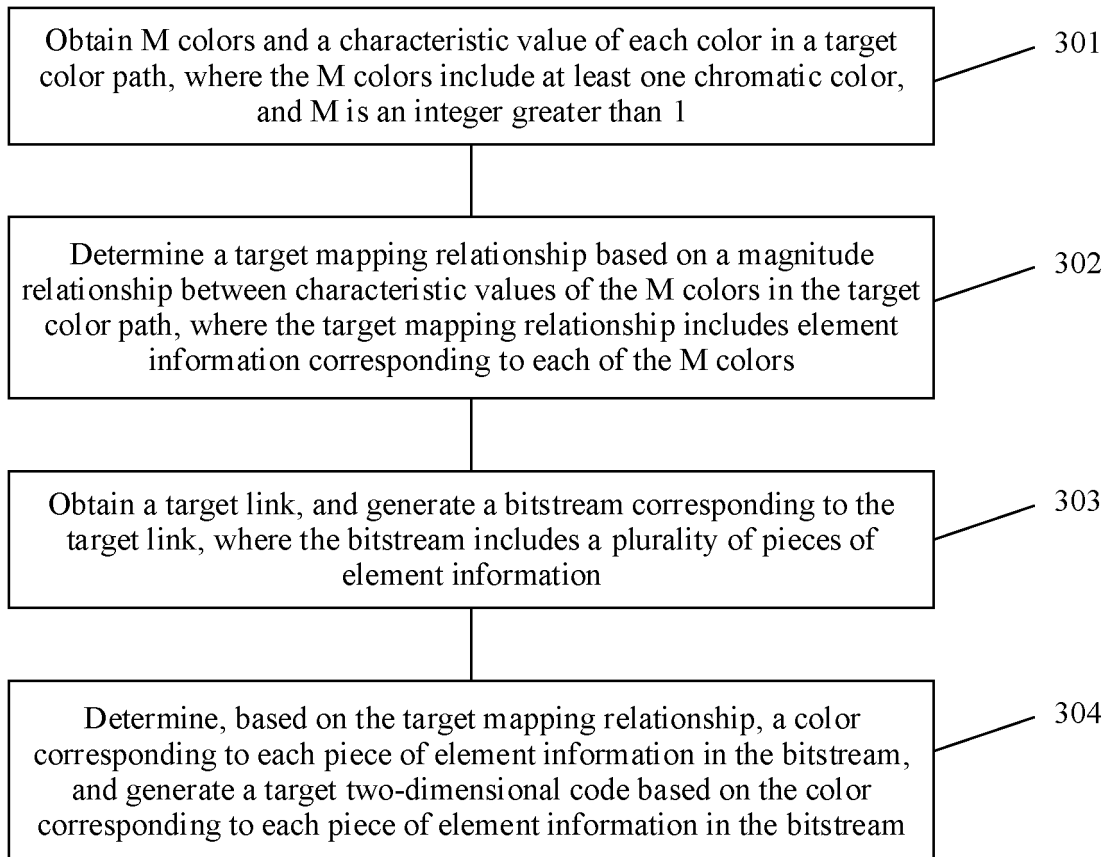 Obtain M colors and a characteristic value of each color in a target
color path, where the M colors include at least one chromatic color,
and M is an integer greater than 1
301
Determine a target mapping relationship based on a magnitude
relationship between characteristic values of the M colors in the target
color path, where the target mapping relationship includes element
information corresponding to each of the M colors
302
Obtain a target link, and generate a bitstream corresponding to the
target link, where the bitstream includes a plurality of pieces of
element information
303
Determine, based on the target mapping relationship, a color
corresponding to each piece of element information in the bitstream,
and generate a target two-dimensional code based on the color
corresponding to each piece of element information in the bitstream
304